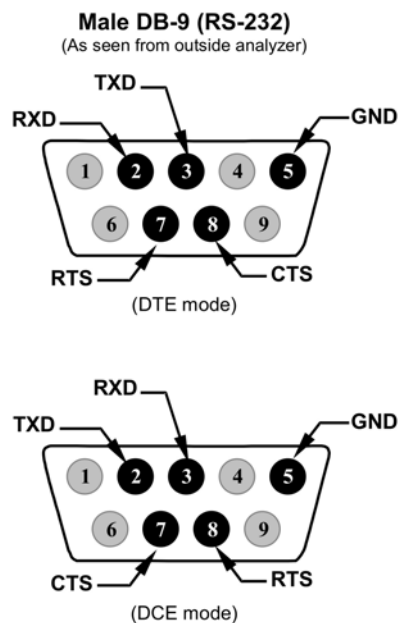 Male DB-9 (RS-232)
(As seen from outside analyzer)
TXD
RXD
GND
1 2 3 4 5
6 7 8 9
RTS
CTS
(DTE mode)
RXD
TXD
GND
1 2 3 4 5
6 7 8 9
CTS
RTS
(DCE mode)